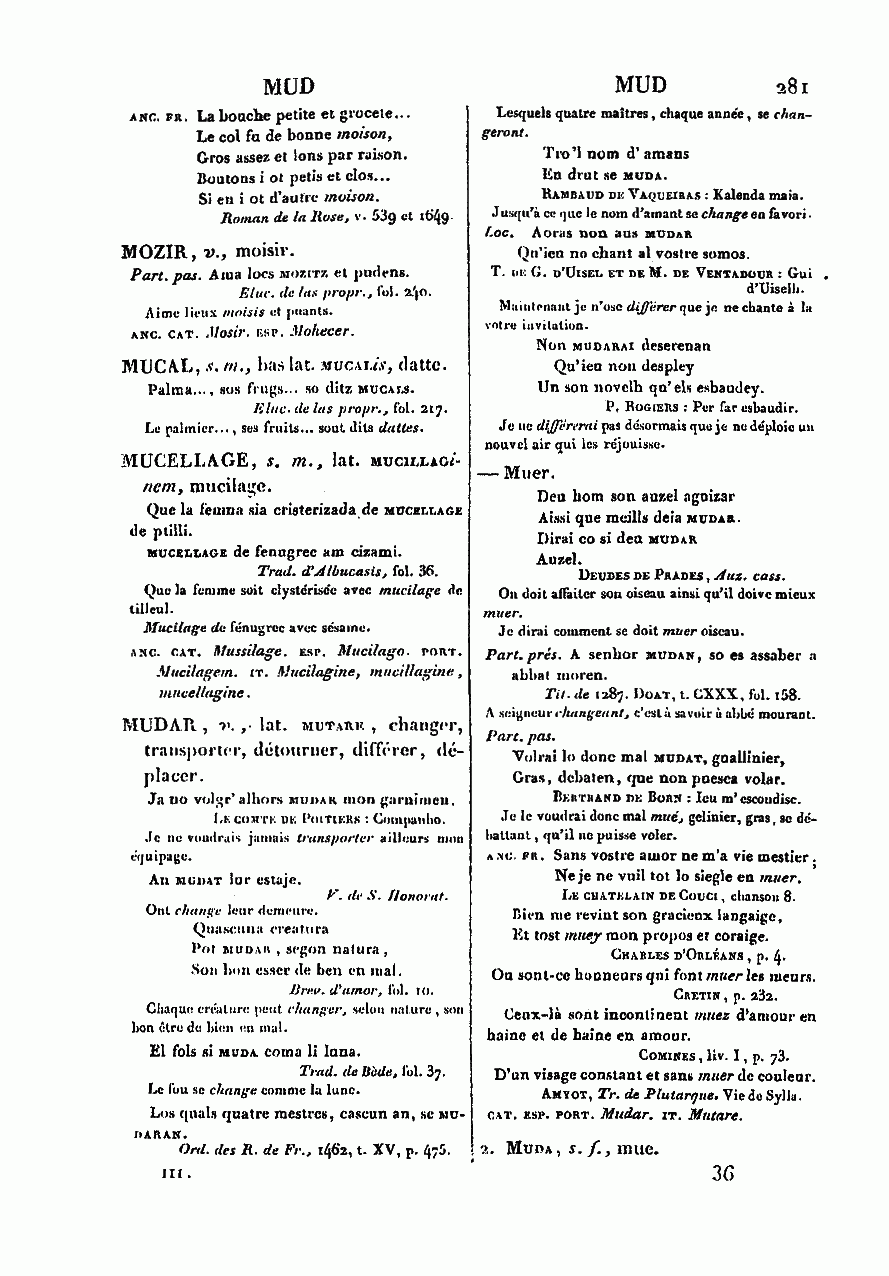 MUD
MUD 281
ANC. FR. La bouche petite et grocete...
Le col fu de bonne moison,
Gros assez et lons par raison.
Boutons i ot petis et clos...
Si en i ot d'autre moison.
Roman de la Rose, v. 539 et 1649.
MOZIR, v., moisir.
Part. pas. Ama locs MOZITZ et pudens.
Eluc. de las propr., fol. 240.
Aime lieux moisis et puants.
ANC. CAT. Mosir. ESP. Mohecer.
MUCAL, s. m., bas lat. MUCALis, datte.
Palma..., sos frugs... so ditz MUCALS.
Eluc. de las propr., fol. 217.
Le palmier..., ses fruits... sont dits dattes.
MUCELLAGE, s. m., lat. MUCILLAGi-
nem, mucilage.
Que la femna sia cristerizada de MUCELLAGE
de ptilli.
MUCELLAGE de fenugrec am cizami.
Trad. d'Albucasis, fol. 36.
Que la femme soit clystérisée avec mucilage de
tilleul.
Mucilage de fénugrec avec sésame.
ANC. CAT. Mussilage. ESP. Mucilago. PORT.
Mucilagem. IT. Mucilagine, mucillagine,
mucellagine.
MUDAR, v., lat. MUTARE, changer,
transporter, détourner, différer, dé-
placer.
Ja no volgr' alhors MUDAR mon garnimen.
LE COMTE DE POITIERS : Companho.
Je ne voudrais jamais transporter ailleurs mon
équipage.
An MUDAT lor estaje.
V. de S. Honorat.
Ont changé leur demeure.
Quascuna creatura
Pot MUDAR, segon natura,
Son bon esser de ben en mal.
Brev. d'amor, fol. 10.
Chaque créature peut changer, selon nature, son
bon être de bien en mal.
El fols si MUDA coma li luna.
Trad. de Bède, fol. 37.
Le fou se change comme la lune.
Los quals quatre mestres, cascun an, se MU-
DARAN.
Ord. des R. de Fr., 1462, t. XV, p. 475.
III.
Lesquels quatre maîtres, chaque année, se chan-
geront.
Tro'l nom d' amans
En drut se MUDA.
RAMBAUD DE VAQUEIRAS : Kalenda maia.
Jusqu'à ce que le nom d'amant se change en favori.
Loc. Aoras non aus MUDAR
Qu'ieu no chant al vostre somos.
T. DE G. D'UISEL ET DE M. DE VENTADOUR : Gui
d'Uiselh.
Maintenant je n'ose différer que je ne chante à la
votre invitation.
Non MUDARAI deserenan
Qu'ieu non despley
Un son novelh qu'els esbaudey.
P. ROGIERS : Per far esbaudir.
Je ne différerai pas désormais que je ne déploie un
nouvel air qui les réjouisse.
— Muer.
Deu hom son auzel agnizar
Aissi que meills deia MUDAR.
Dirai co si deu MUDAR
Auzel.
DEUDES DE PRADES, Auz. cass.
On doit affaiter son oiseau ainsi qu'il doive mieux
muer.
Je dirai comment se doit muer oiseau.
Part. prés. A senhor MUDAN, so es assaber a
abbat moren.
Tit. de 1287. DOAT, t. CXXX, fol. 158.
A seigneur changeant, c'est à savoir à abbé mourant.
Part. pas.
Volrai lo donc mal MUDAT, guallinier,
Gras, debaten, que non puesca volar.
BERTRAND DE BORN : Ieu m'escondisc.
Je le voudrai donc mal mué, gelinier, gras, se dé-
battant, qu'il ne puisse voler.
ANC. FR. Sans vostre amor ne m'a vie mestier;
Ne je ne vuil tot lo siegle en muer.
LE CHATELAIN DE COUCI, chanson 8.
Bien me revint son gracieux langaige,
Et tost muey mon propos et coraige.
CHARLES D'ORLÉANS, p. 4.
Ou sont-ce honneurs qui font muer les meurs.
CRETIN, p. 232.
Ceux-là sont incontinent muez d'amour en
haine et de haine en amour.
COMINES, liv. I, p. 73.
D'un visage constant et sans muer de couleur.
AMYOT, Tr. de Plutarque. Vie de Sylla.
CAT. ESP. PORT. Mudar. IT. Mutare.
2. MUDA, s. f., mue.
36